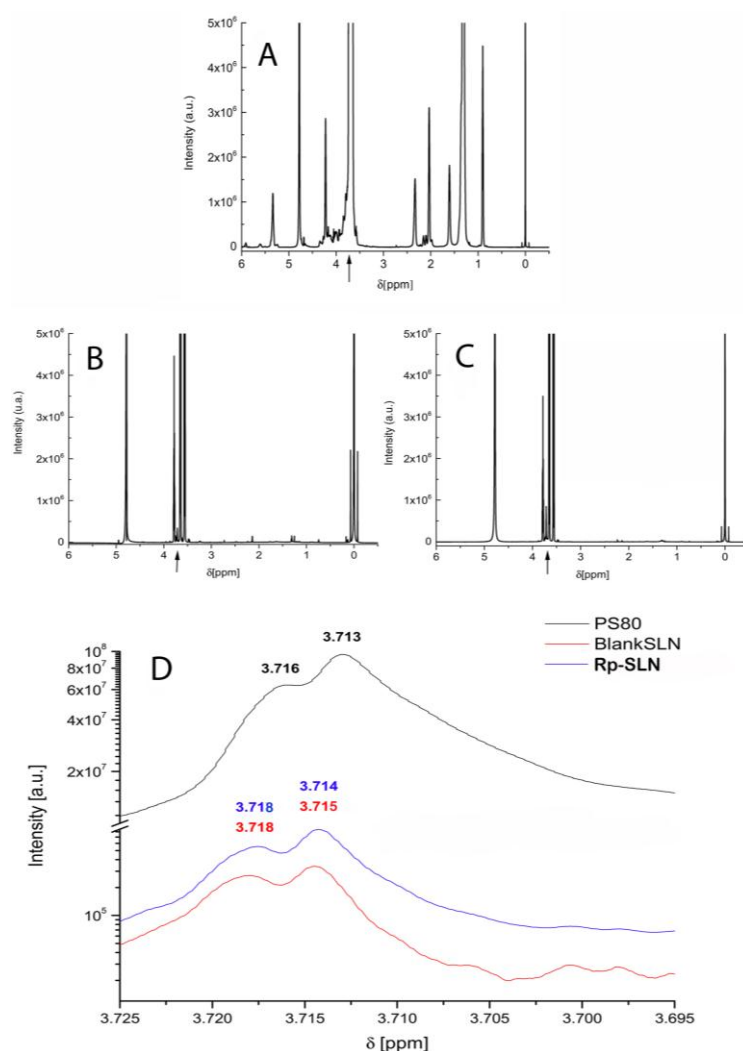 A
Intensity (a.u.)
5x10⁶
4x10⁶
3x10⁶
2x10⁶
1x10⁶
0
6 5 4 3 2 1 0
δ[ppm]
B
Intensity (u.a.)
5x10⁶
4x10⁶
3x10⁶
2x10⁶
1x10⁶
0
6 5 4 3 2 1 0
δ[ppm]
C
Intensity (a.u.)
5x10⁶
4x10⁶
3x10⁶
2x10⁶
1x10⁶
0
6 5 4 3 2 1 0
δ[ppm]
D
PS80
BlankSLN
Rp-SLN
3.713
3.716
3.714
3.718
3.715
3.718
Intensity [a.u.]
10⁸
8x10⁷
6x10⁷
4x10⁷
2x10⁷
10⁵
3.725 3.720 3.715 3.710 3.705 3.700 3.695
δ [ppm]